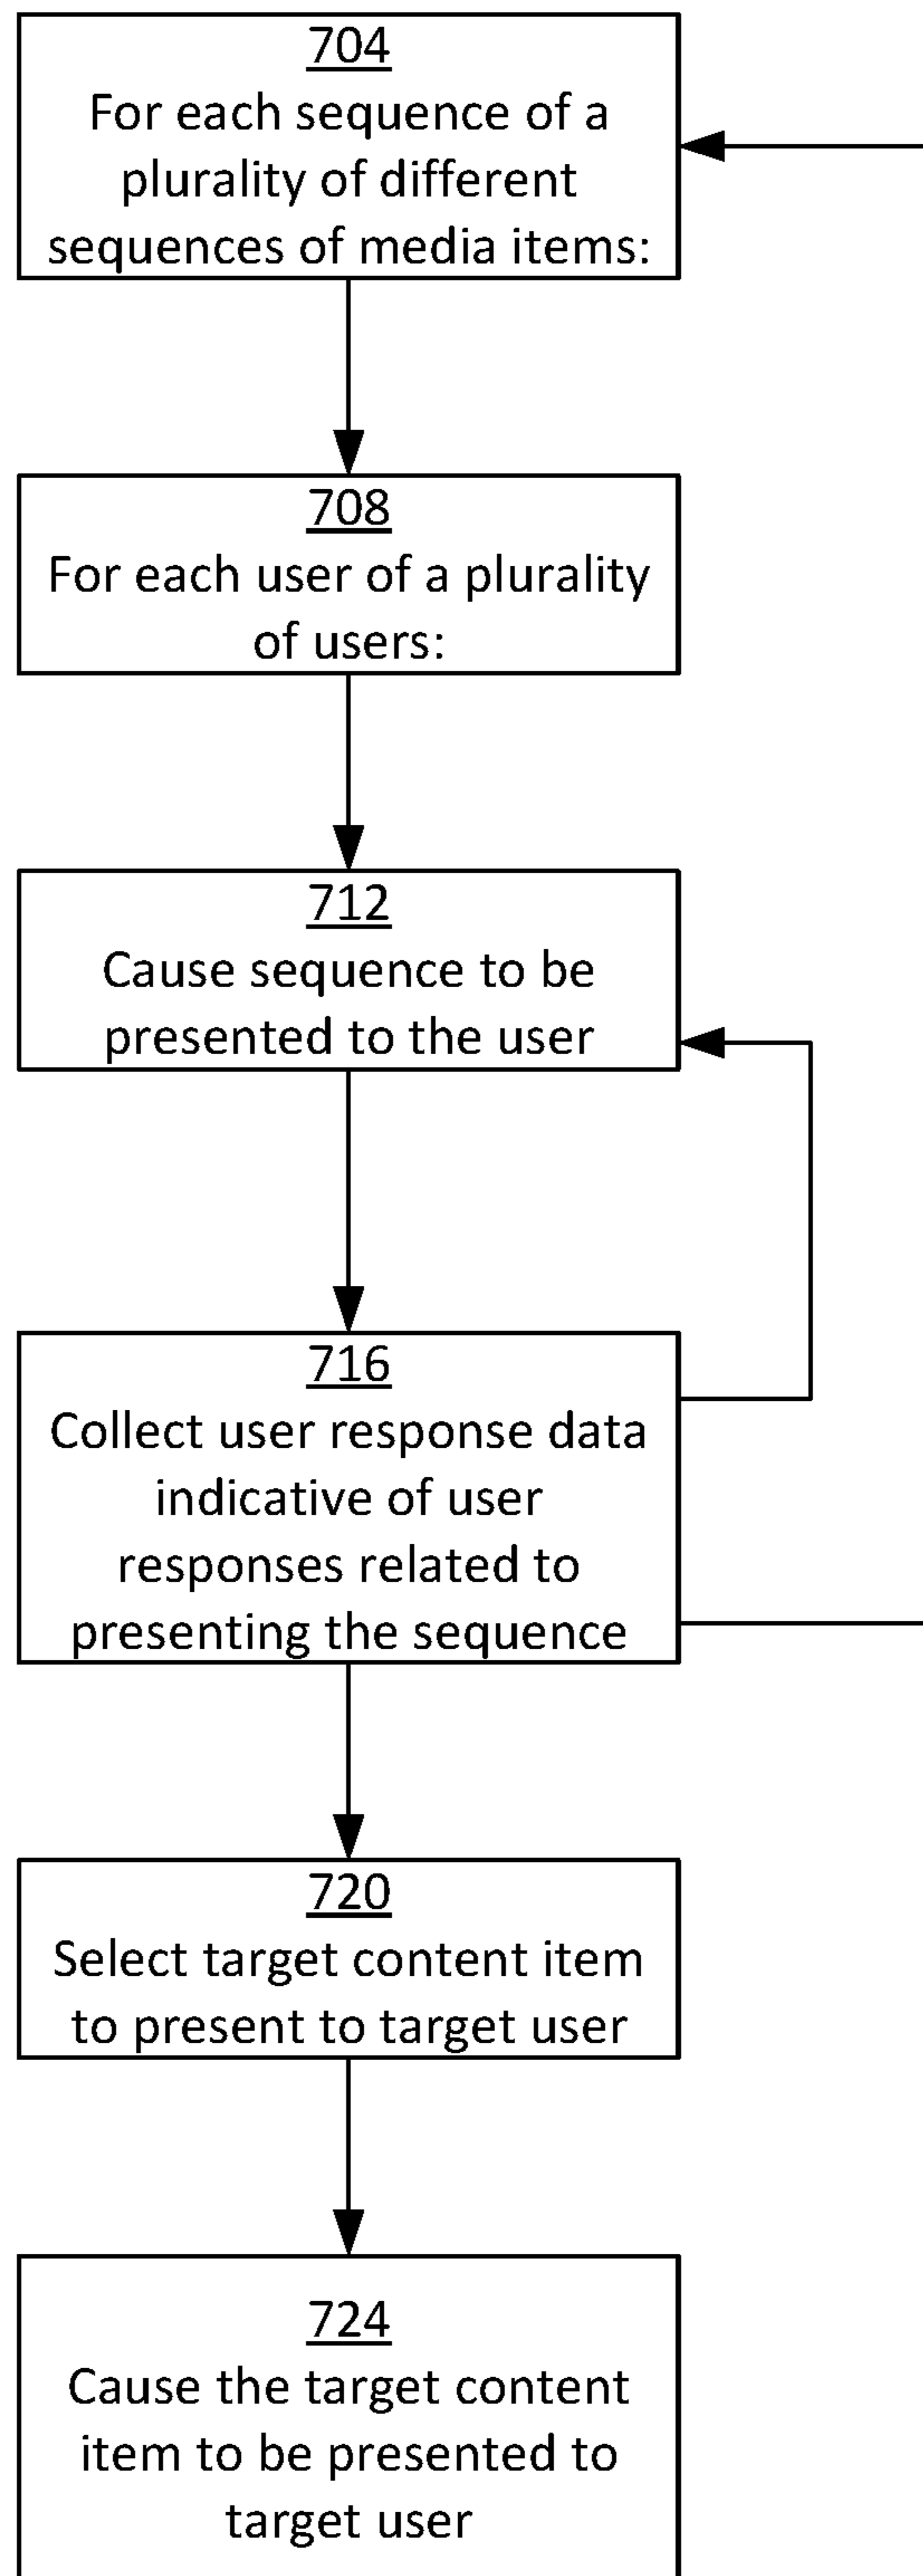 704
For each sequence of a
plurality of different
sequences of media items:
708
For each user of a plurality
of users:
712
Cause sequence to be
presented to the user
716
Collect user response data
indicative of user
responses related to
presenting the sequence
720
Select target content item
to present to target user
724
Cause the target content
item to be presented to
target user